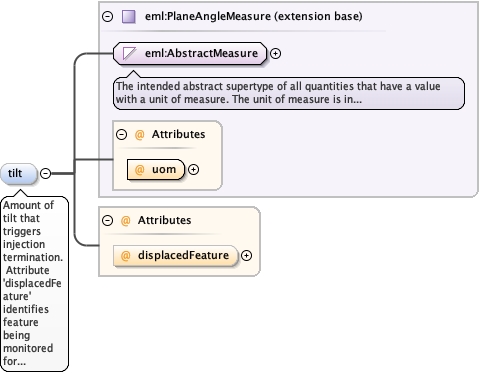 eml:PlaneAngleMeasure (extension base)
eml:AbstractMeasure
The intended abstract supertype of all quantities that have a value
with a unit of measure. The unit of measure is in...
@ Attributes
@ uom
tilt
Amount of
tilt that
triggers
injection
termination.
Attribute
'displacedFe
ature'
identifies
feature
being
monitored
for...
@ Attributes
@ displacedFeature